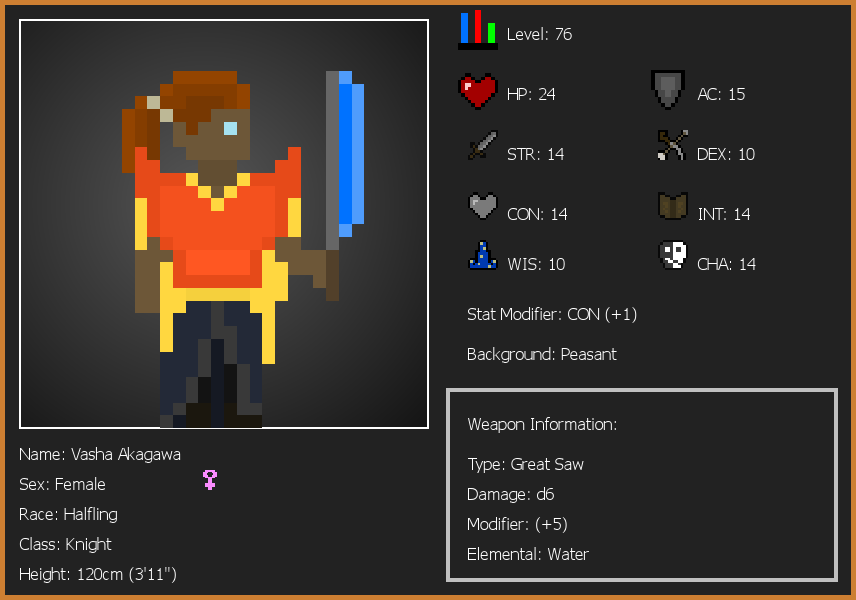 Level: 76
HP: 24
AC: 15
STR: 14
DEX: 10
CON: 14
INT: 14
WIS: 10
CHA: 14
Stat Modifier: CON (+1)
Background: Peasant
Weapon Information:
Type: Great Saw
Damage: d6
Modifier: (+5)
Elemental: Water
Name: Vasha Akagawa
Sex: Female
Race: Halfling
Class: Knight
Height: 120cm (3'11")